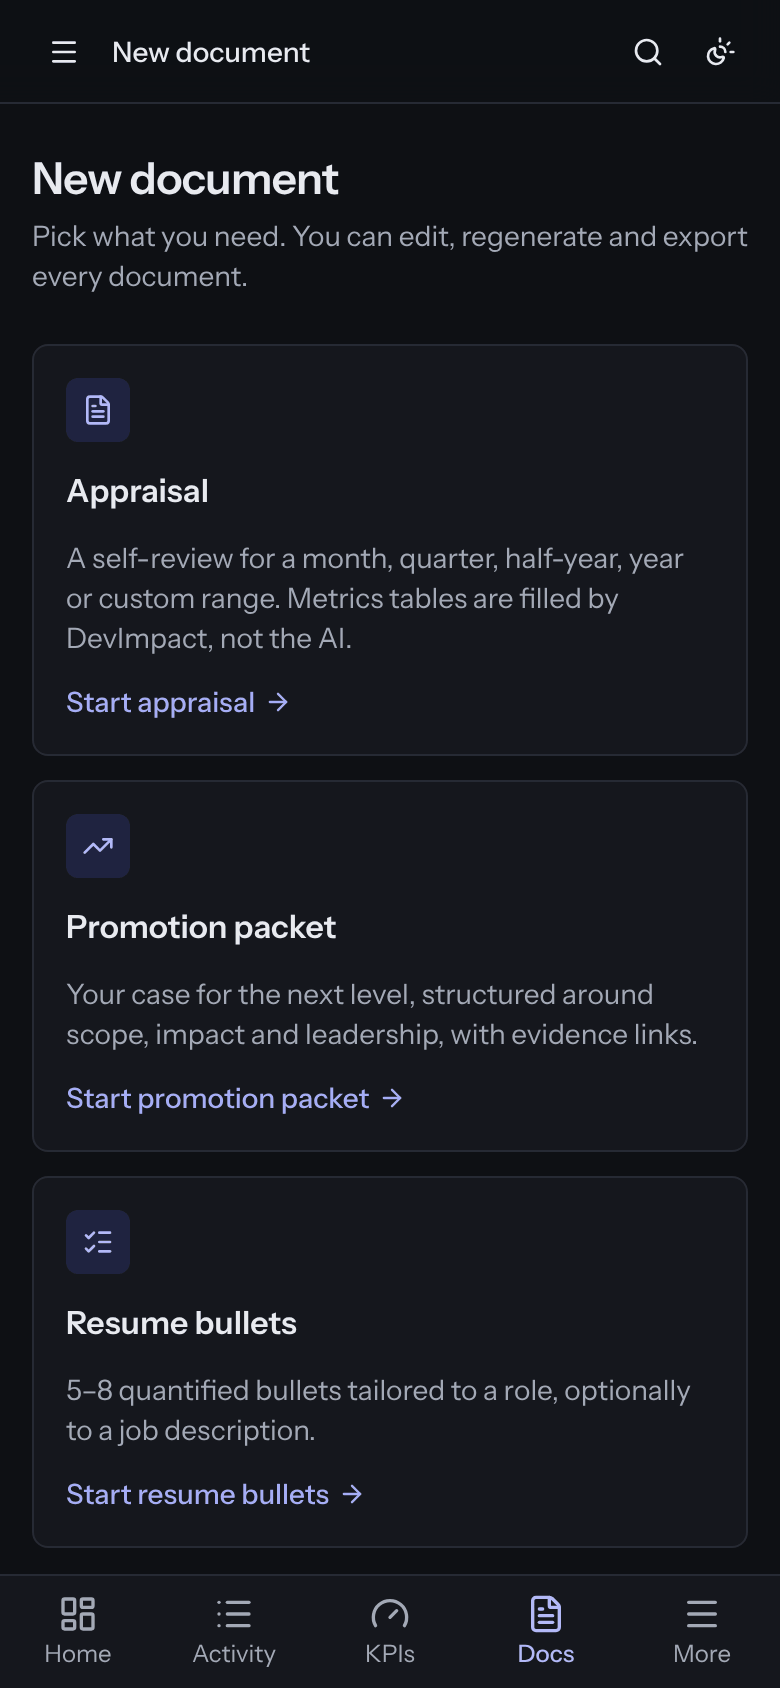 New document
New document
Pick what you need. You can edit, regenerate and export
every document.
Appraisal
A self-review for a month, quarter, half-year, year
or custom range. Metrics tables are filled by
DevImpact, not the AI.
Start appraisal →
Promotion packet
Your case for the next level, structured around
scope, impact and leadership, with evidence links.
Start promotion packet →
Resume bullets
5–8 quantified bullets tailored to a role, optionally
to a job description.
Start resume bullets →
Home Activity KPIs Docs More